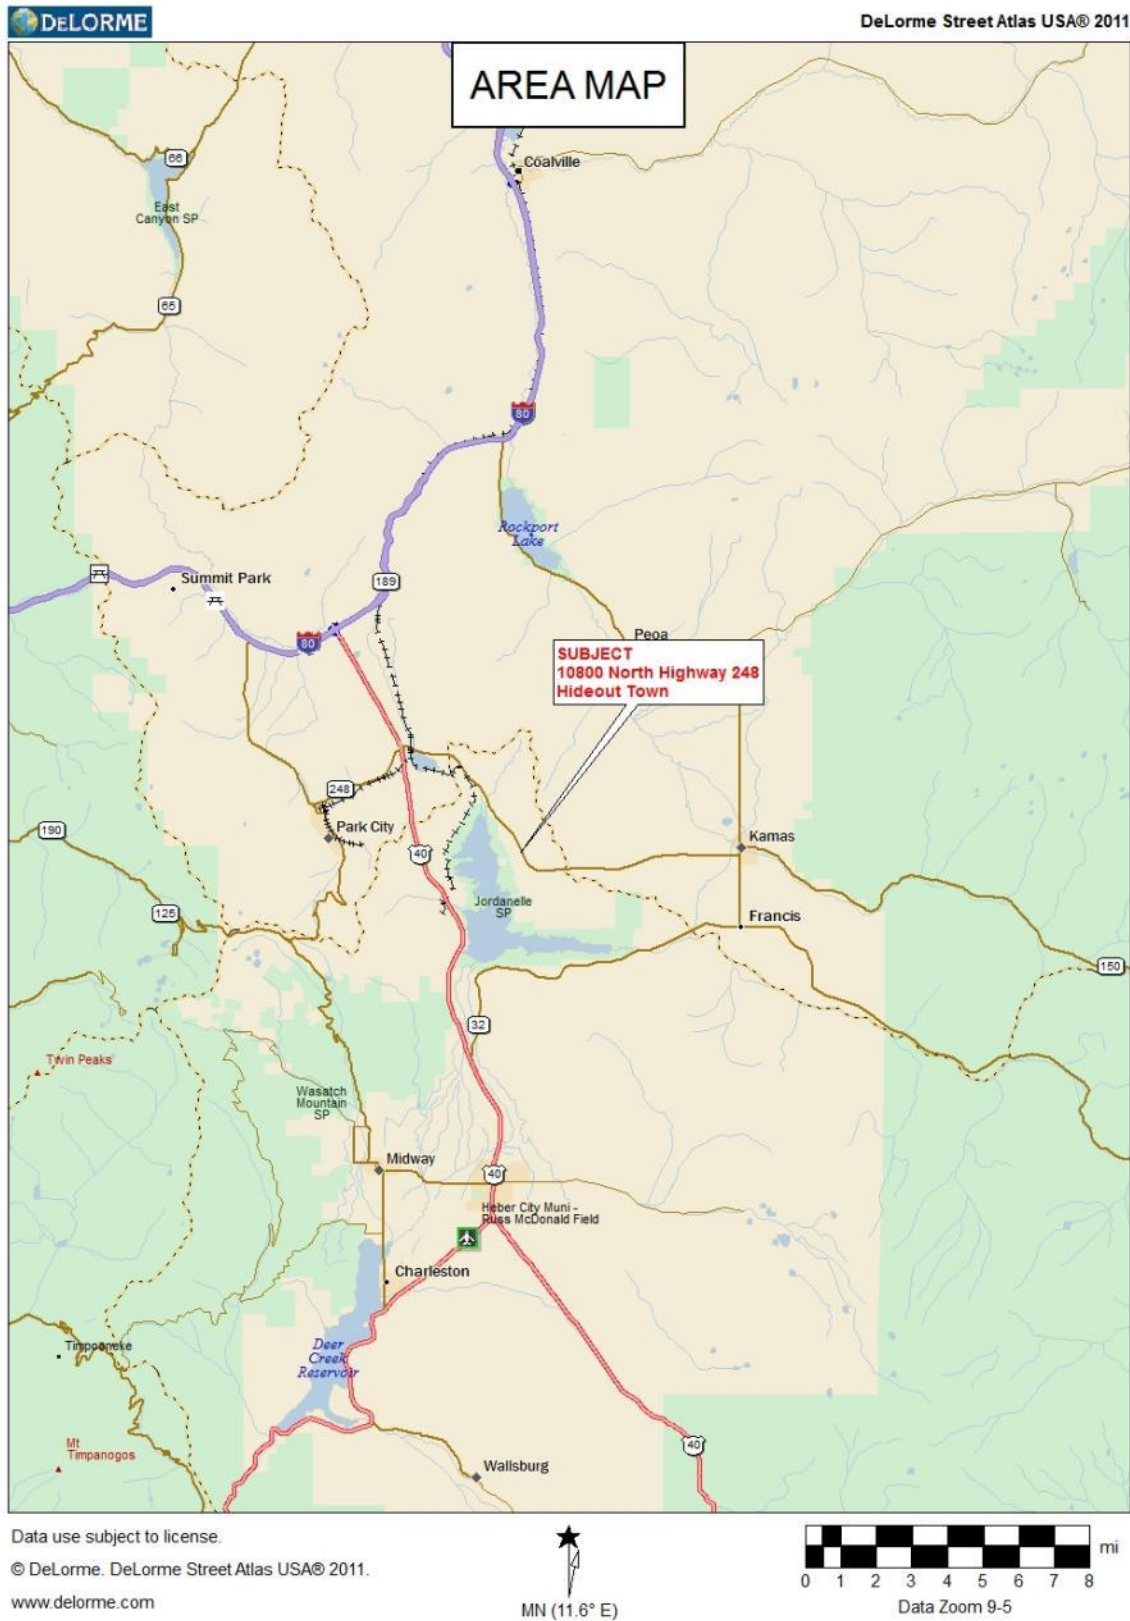 DELORME
DeLorme Street Atlas USA® 2011
AREA MAP
Coalville
66
East
Canyon SP
65
80
Rockport
Lake
Summit Park
189
80
Peoa
SUBJECT
10800 North Highway 248
Hideout Town
248
190
Park City
40
Kamas
Jordanelle
SP
125
Francis
150
32
Twin Peaks
Wasatch
Mountain
SP
Midway
40
Heber City Muni -
Russ McDonald Field
Charleston
Deer
Creek
Reservoir
Timpooneke
Mt
Timpanogos
40
Wallsburg
Data use subject to license.
© DeLorme. DeLorme Street Atlas USA® 2011.
www.delorme.com
MN (11.6° E)
mi
0 1 2 3 4 5 6 7 8
Data Zoom 9-5